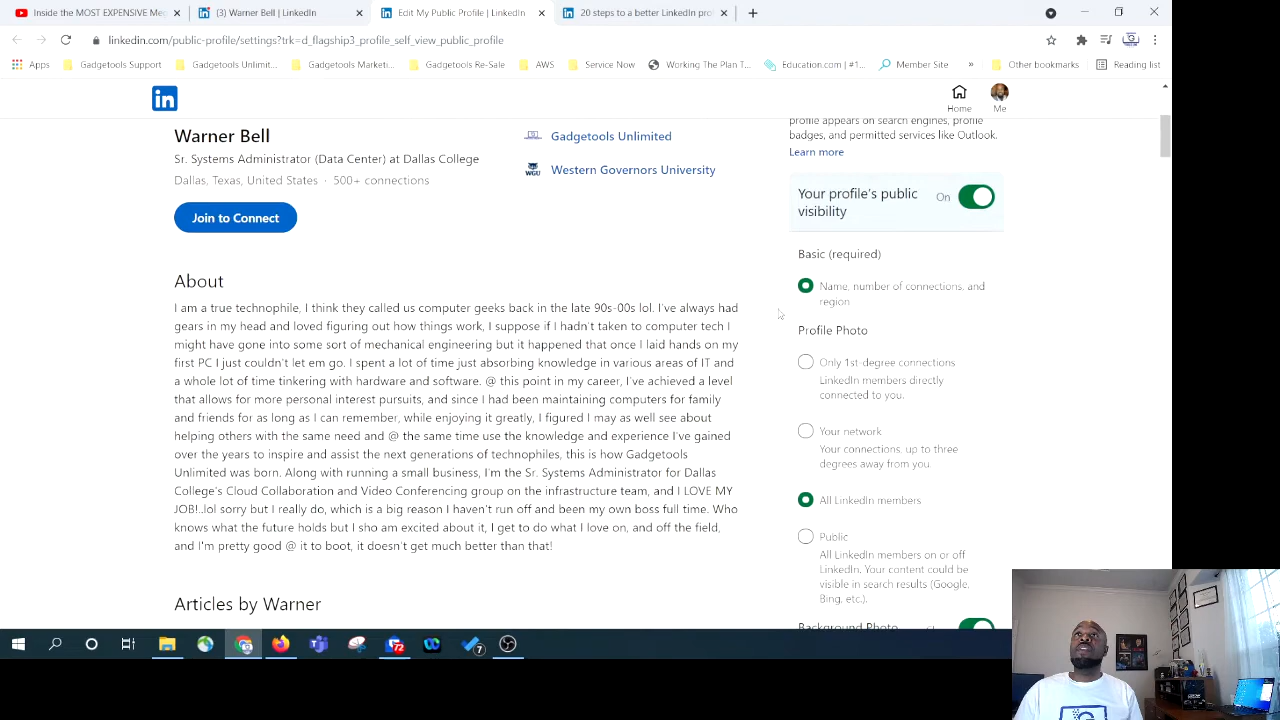 Inside the MOST EXPENSIVE Me
(3) Warner Bell | LinkedIn
Edit My Public Profile | LinkedIn
20 steps to a better LinkedIn pro
linkedin.com/public-profile/settings?trk=d_flagship3_profile_self_view_public_profile
Apps
Gadgetools Support
Gadgetools Unlimit...
Gadgetools Marketi...
Gadgetools Re-Sale
AWS
Service Now
Working The Plan T...
Education.com | #1...
Member Site
»
Other bookmarks
Reading list
in
Home
Me
Warner Bell
Sr. Systems Administrator (Data Center) at Dallas College
Dallas, Texas, United States · 500+ connections
Join to Connect
Gadgetools Unlimited
WGU
Western Governors University
About
I am a true technophile, I think they called us computer geeks back in the late 90s-00s lol. I've always had
gears in my head and loved figuring out how things work, I suppose if I hadn't taken to computer tech I
might have gone into some sort of mechanical engineering but it happened that once I laid hands on my
first PC I just couldn't let em go. I spent a lot of time just absorbing knowledge in various areas of IT and
a whole lot of time tinkering with hardware and software. @ this point in my career, I've achieved a level
that allows for more personal interest pursuits, and since I had been maintaining computers for family
and friends for as long as I can remember, while enjoying it greatly, I figured I may as well see about
helping others with the same need and @ the same time use the knowledge and experience I've gained
over the years to inspire and assist the next generations of technophiles, this is how Gadgetools
Unlimited was born. Along with running a small business, I'm the Sr. Systems Administrator for Dallas
College's Cloud Collaboration and Video Conferencing group on the infrastructure team, and I LOVE MY
JOB!..lol sorry but I really do, which is a big reason I haven't run off and been my own boss full time. Who
knows what the future holds but I sho am excited about it, I get to do what I love on, and off the field,
and I'm pretty good @ it to boot, it doesn't get much better than that!
Articles by Warner
profile appears on search engines, profile
badges, and permitted services like Outlook.
Learn more
Your profile's public
visibility
On
Basic (required)
Name, number of connections, and
region
Profile Photo
Only 1st-degree connections
LinkedIn members directly
connected to you.
Your network
Your connections, up to three
degrees away from you.
All LinkedIn members
Public
All LinkedIn members on or off
LinkedIn. Your content could be
visible in search results (Google,
Bing, etc.).
Background Photo
72
7